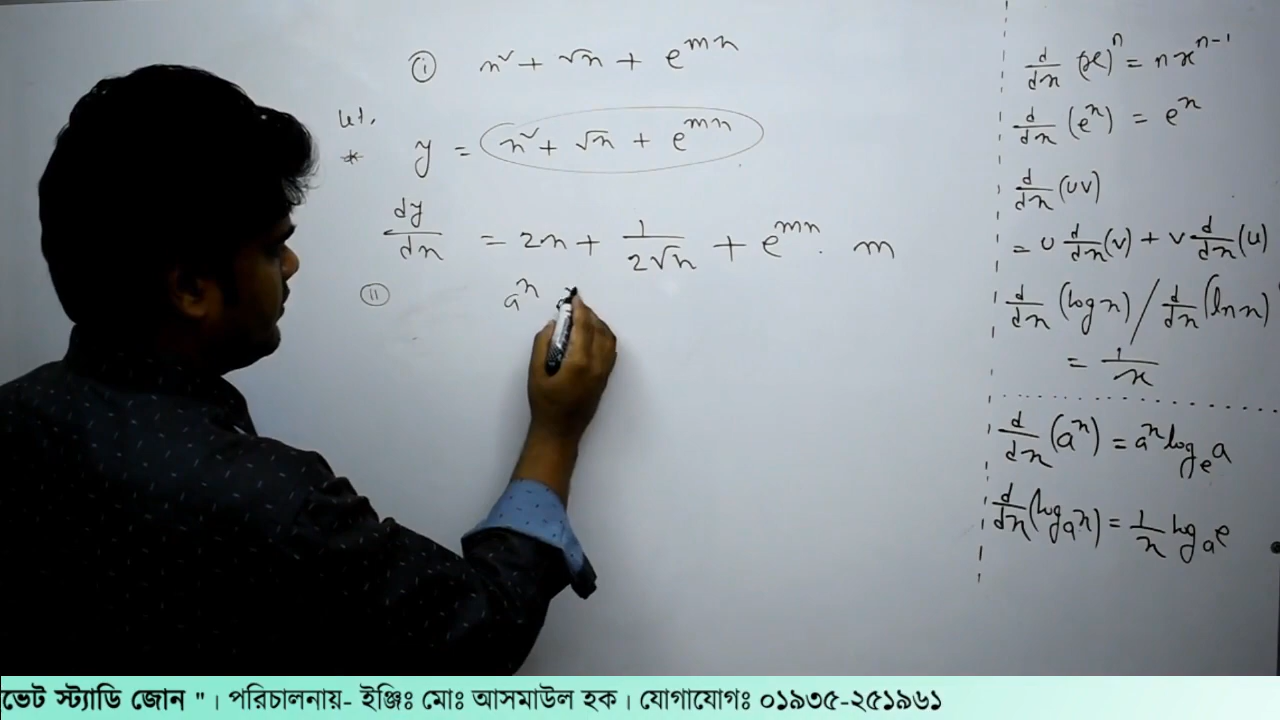 (i) x² + √x + e^{mx}
Let,
* y = x² + √x + e^{mx}
dy/dx = 2x + 1/(2√x) + e^{mx} . m
(ii) a^x
d/dx (x)^n = n x^{n-1}
d/dx (e^x) = e^x
d/dx (uv)
= u d/dx (v) + v d/dx (u)
d/dx (log x) / d/dx (ln x)
= 1/x
d/dx (a^x) = a^x log_e a
d/dx (log_a x) = 1/x log_a e
ভেট স্ট্যাডি জোন " । পরিচালনায়- ইঞ্জিঃ মোঃ আসমাউল হক । যোগাযোগঃ ০১৯৩৫-২৫১৯৬১